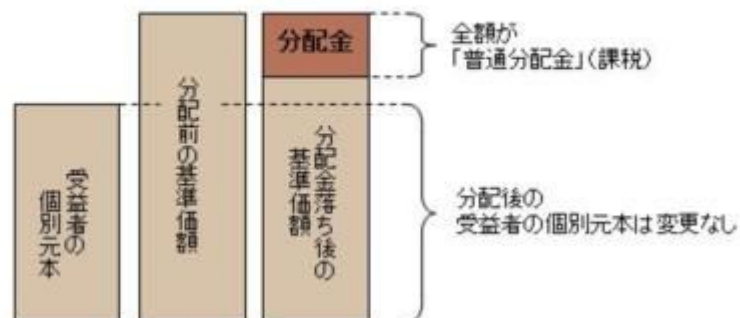 受益者の
個別元本
分配前の基準価額
分配金
分配金落ち後の
基準価額
全額が
「普通分配金」(課税)
分配後の
受益者の個別元本は変更なし